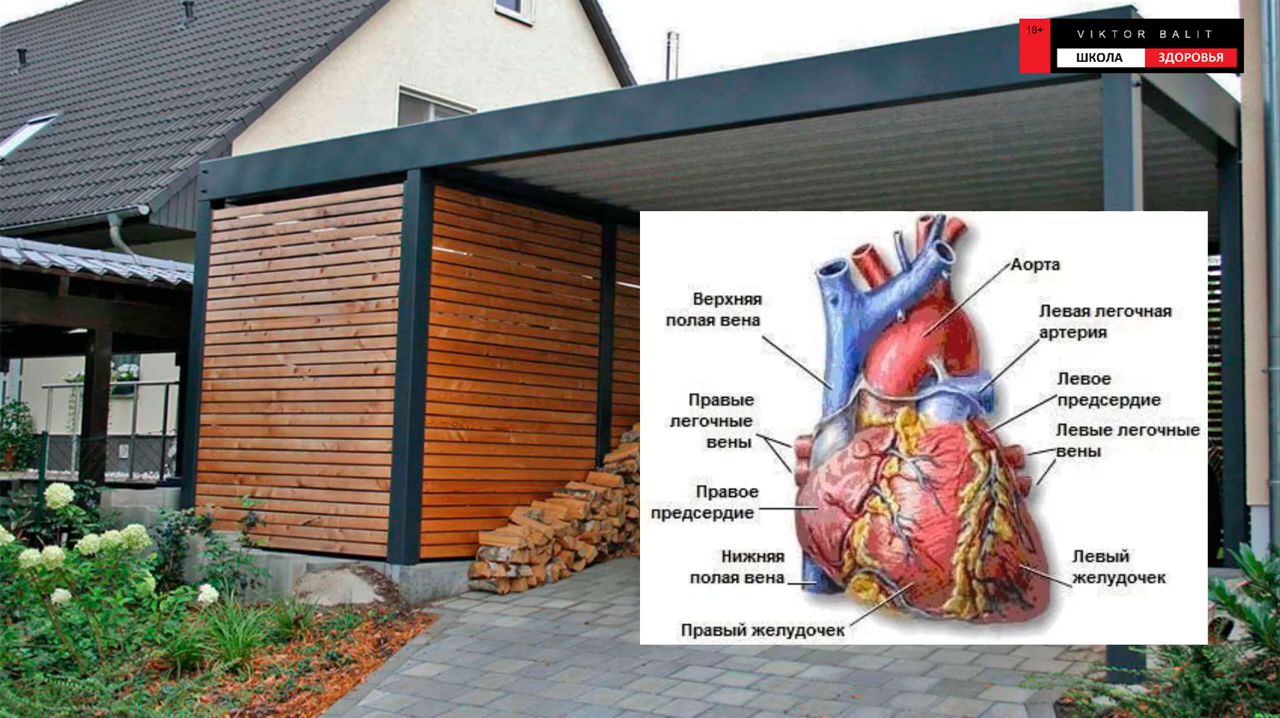 18+
VIKTOR BALIT
ШКОЛА ЗДОРОВЬЯ
Аорта
Верхняя
полая вена
Левая легочная
артерия
Левое
предсердие
Правые
легочные
вены
Левые легочные
вены
Правое
предсердие
Нижняя
полая вена
Левый
желудочек
Правый желудочек